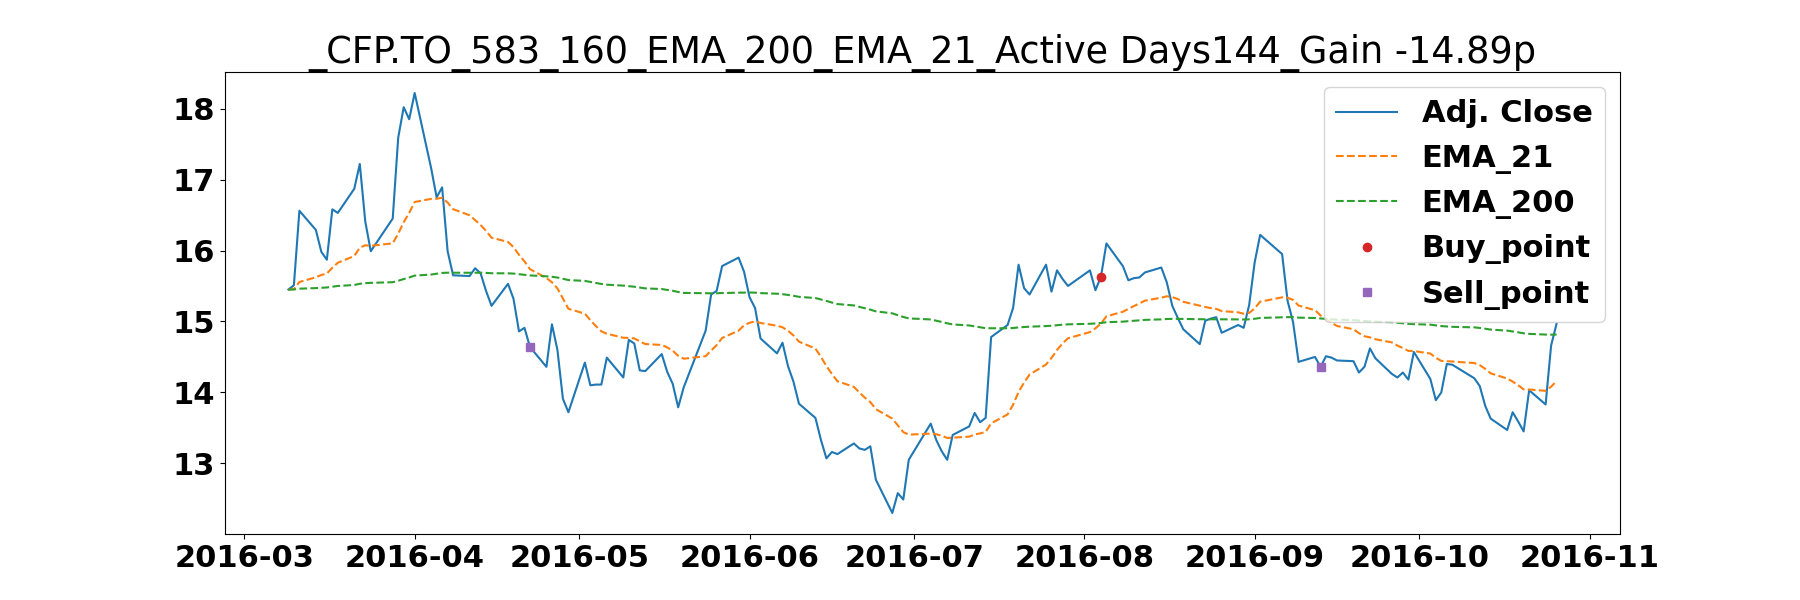 _CFP.TO_583_160_EMA_200_EMA_21_Active Days144_Gain -14.89p
18
17
16
15
14
13
Adj. Close
EMA_21
EMA_200
Buy_point
Sell_point
2016-03 2016-04 2016-05 2016-06 2016-07 2016-08 2016-09 2016-10 2016-11